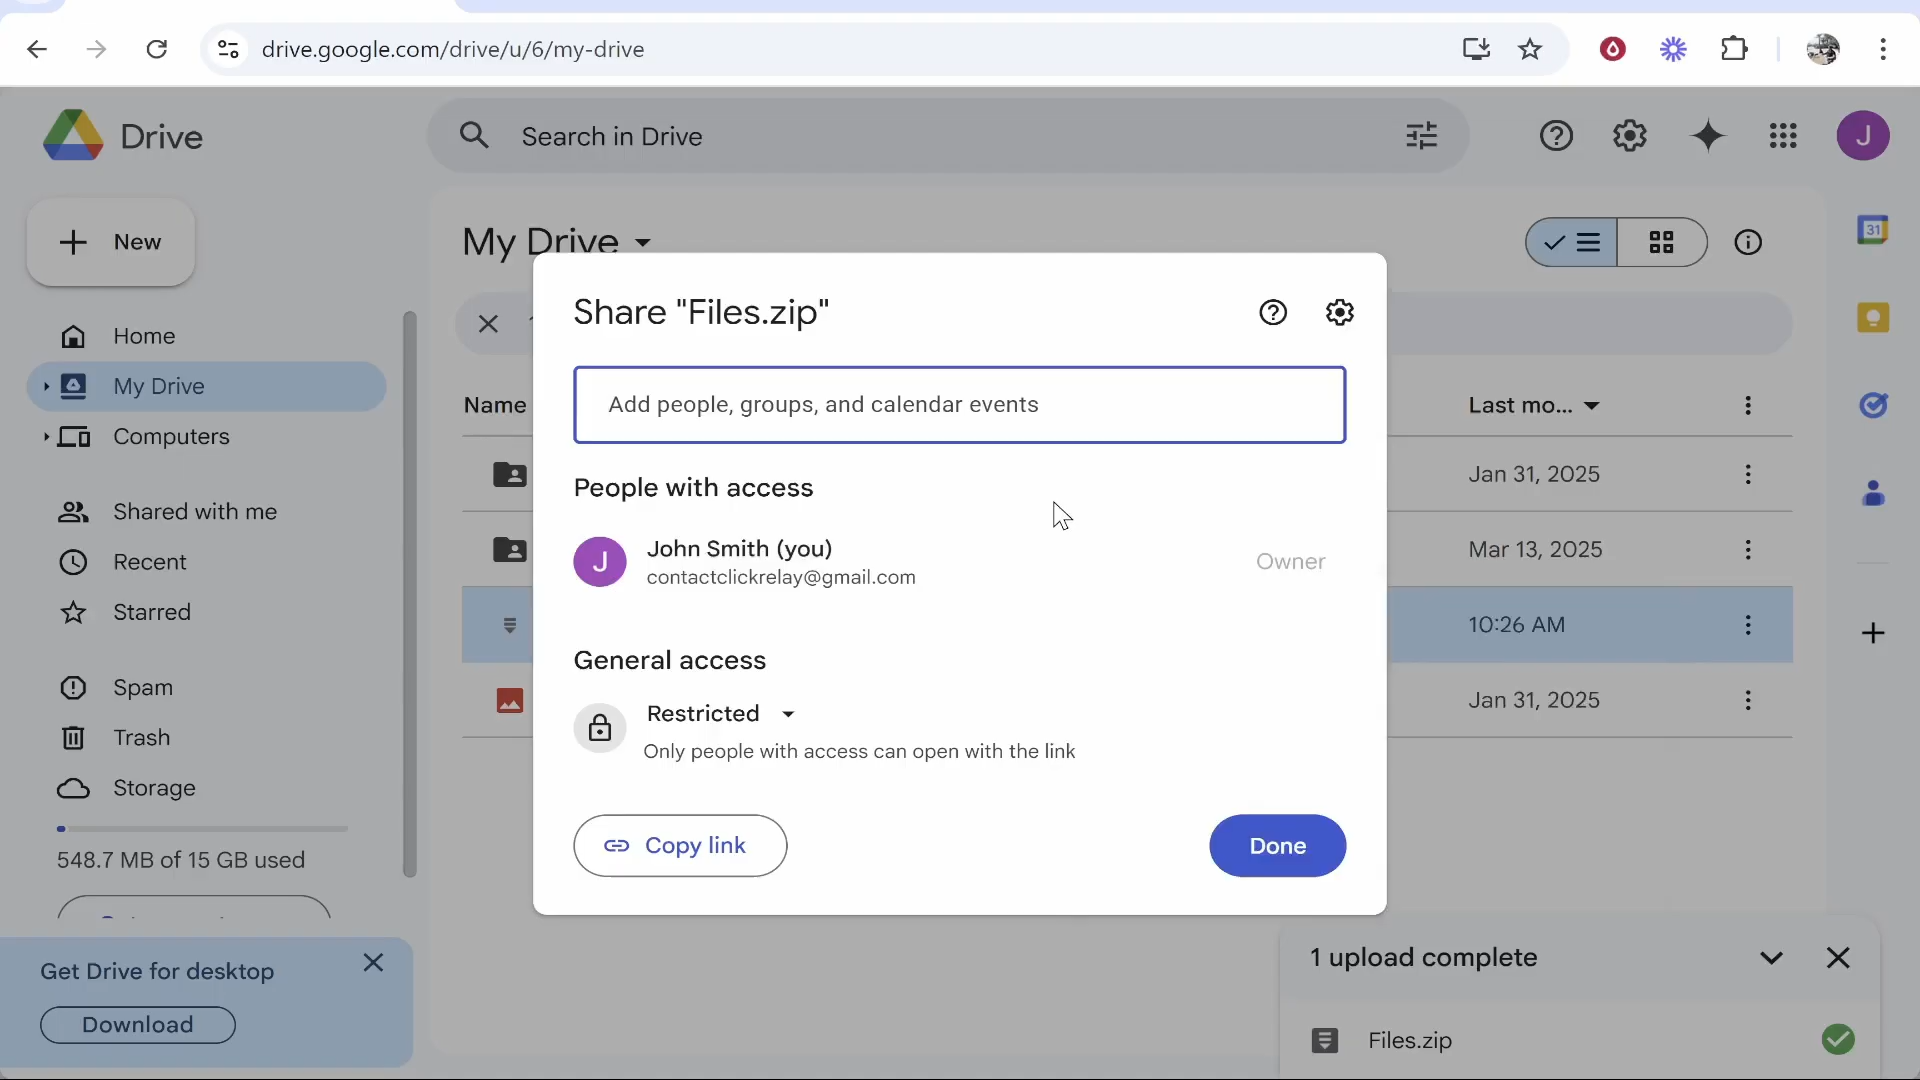 drive.google.com/drive/u/6/my-drive
Drive
Search in Drive
J
New
My Drive
31
Share "Files.zip"
Home
My Drive
Add people, groups, and calendar events
Name
Last mo...
Computers
People with access
Jan 31, 2025
Shared with me
J
John Smith (you)
contactclickrelay@gmail.com
Owner
Mar 13, 2025
Recent
Starred
10:26 AM
General access
Spam
Restricted
Only people with access can open with the link
Jan 31, 2025
Trash
Storage
548.7 MB of 15 GB used
Copy link
Done
Get Drive for desktop
Download
1 upload complete
Files.zip